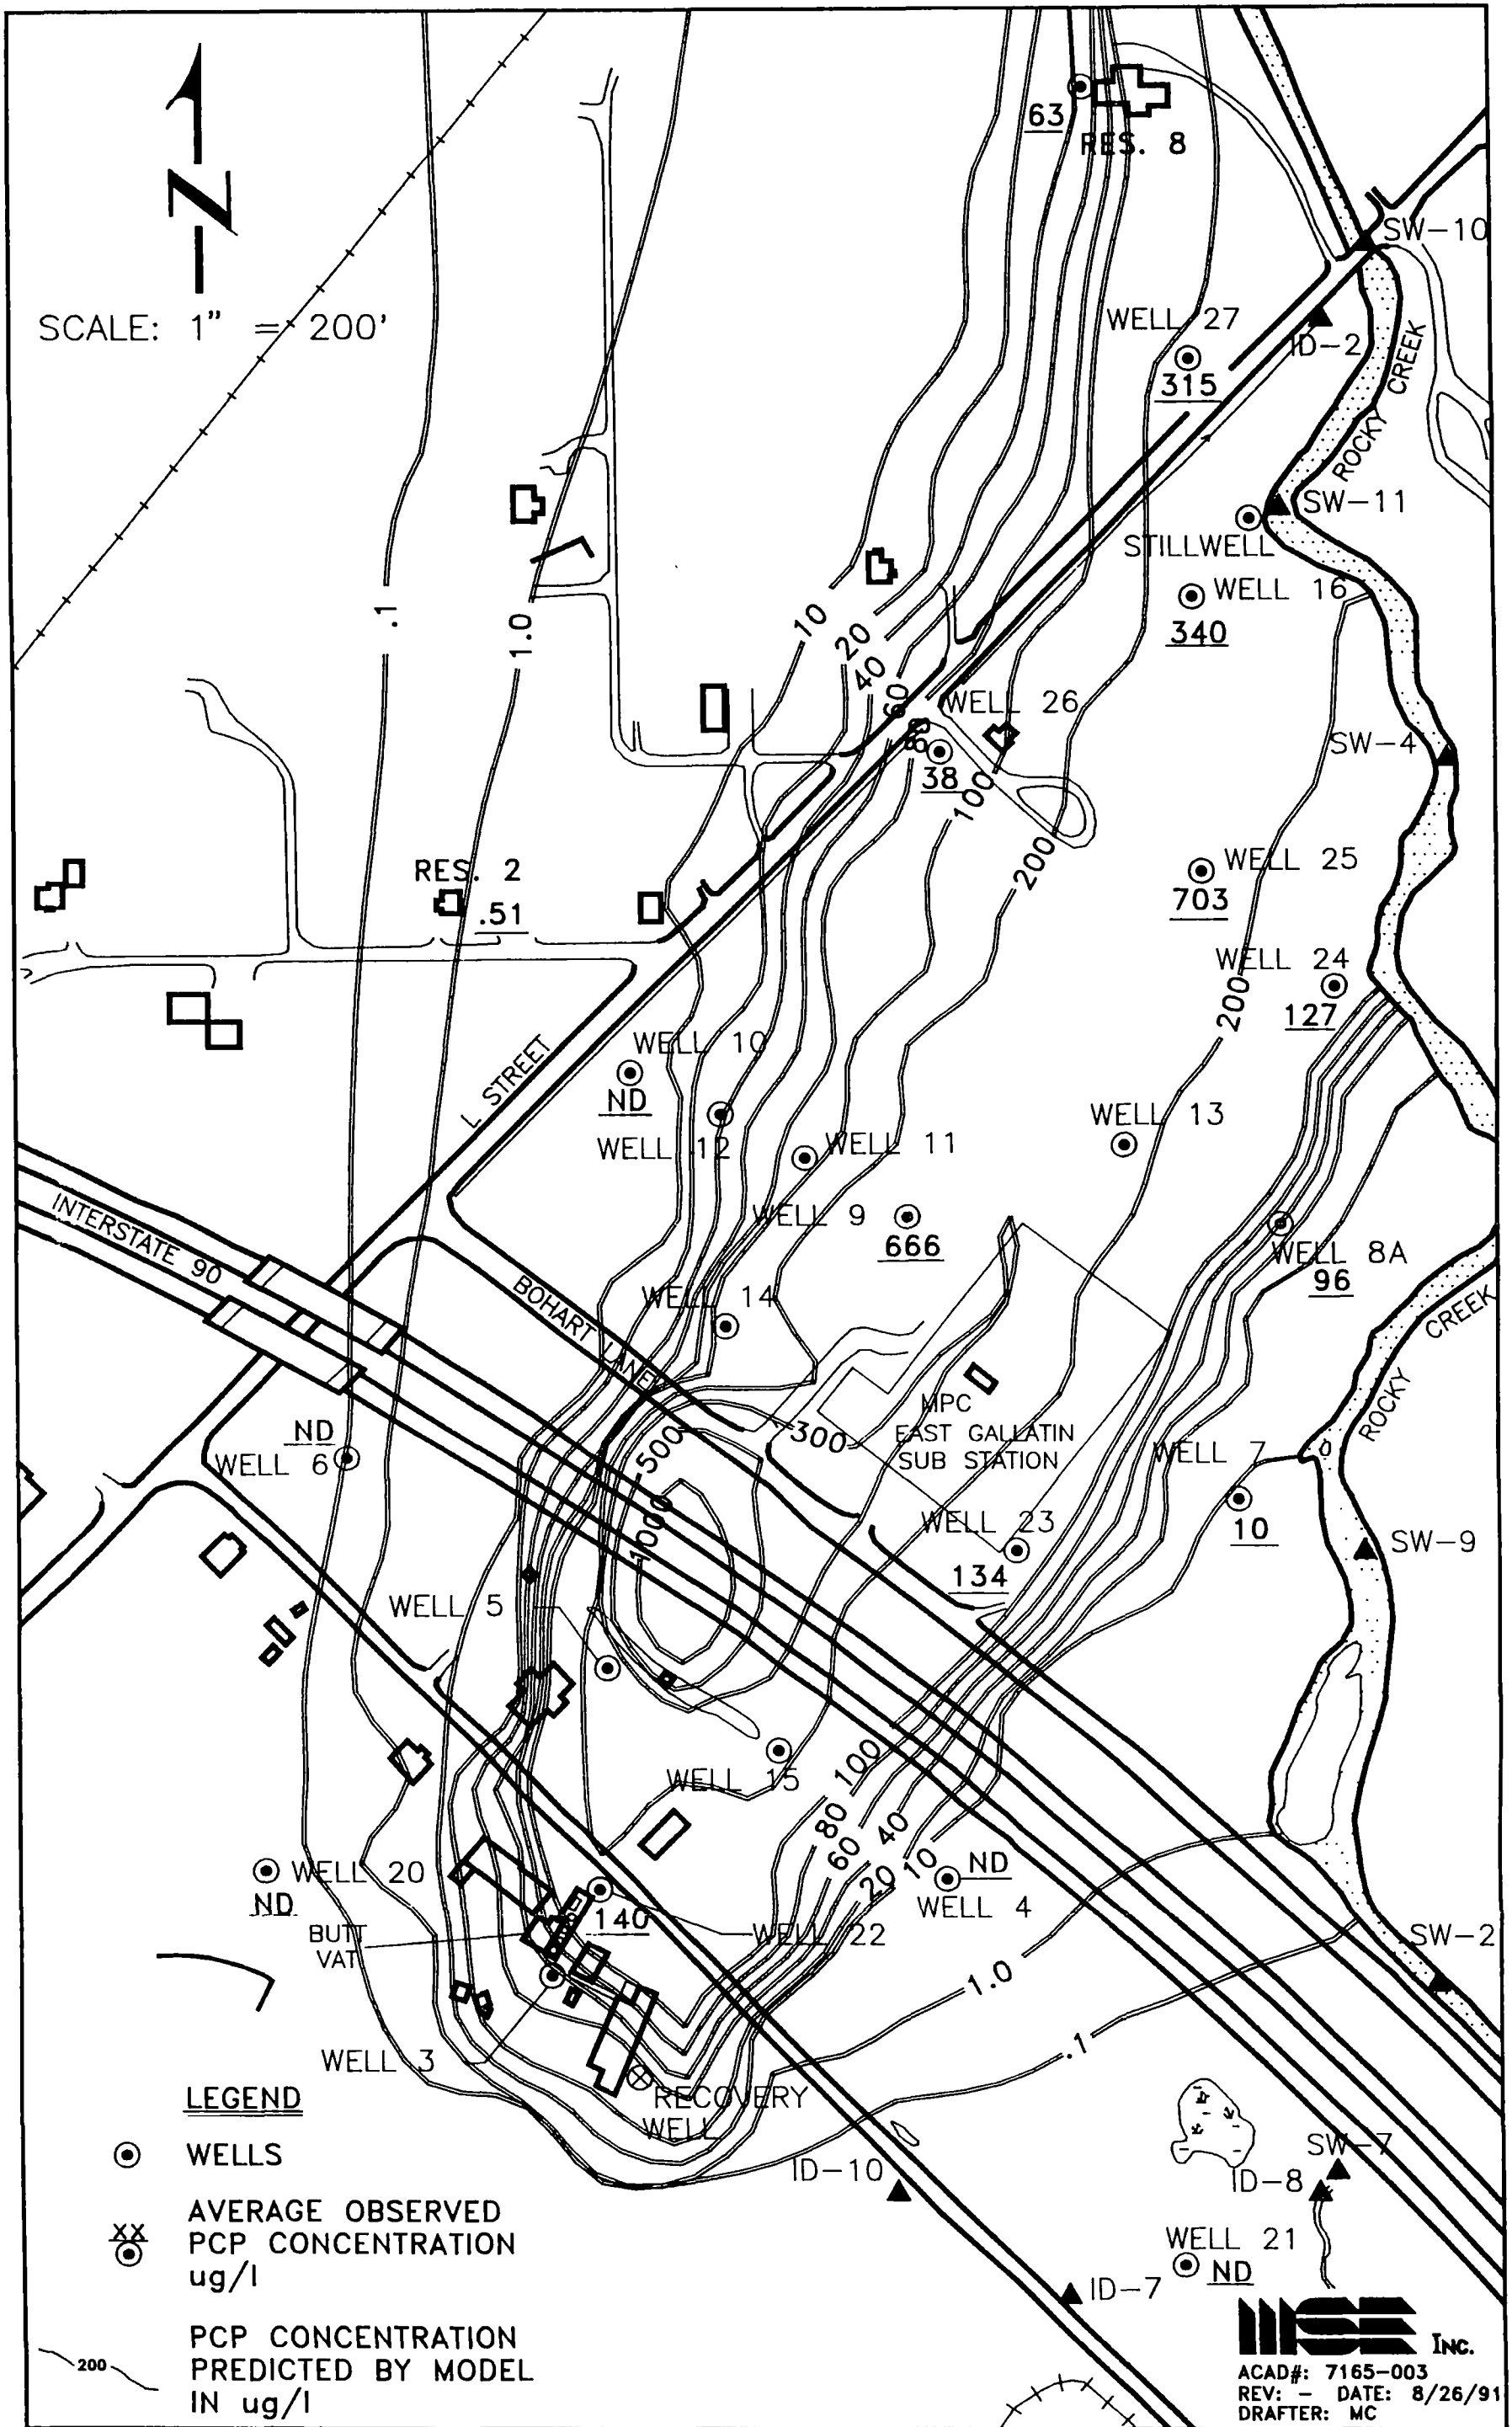 63
RES. 8
N
SW-10
SCALE: 1" = 200'
WELL 27
ID-2
315
ROCKY CREEK
SW-11
STILLWELL
WELL 16
340
.1
1.0
10
20
40
60
80
WELL 26
38
100
SW-4
200
RES. 2
.51
WELL 25
703
WELL 24
127
200
WELL 10
ND
L STREET
WELL 12
WELL 11
WELL 13
WELL 9
666
WELL 8A
96
INTERSTATE 90
BOHART LANE
WELL 14
ROCKY CREEK
MPC
EAST GALLATIN
SUB STATION
300
500
1000
ND
WELL 6
WELL 7
10
WELL 23
134
SW-9
WELL 5
WELL 15
100
80
60
40
20
10
WELL 20
ND
ND
WELL 4
140
BUTT
VAT
WELL 22
SW-2
1.0
.1
WELL 3
RECOVERY
WELL
LEGEND
WELLS
XX
AVERAGE OBSERVED
PCP CONCENTRATION
ug/l
200
PCP CONCENTRATION
PREDICTED BY MODEL
IN ug/l
ID-10
SW-7
ID-8
WELL 21
ND
ID-7
MSE INC.
ACAD#: 7165-003
REV: - DATE: 8/26/91
DRAFTER: MC